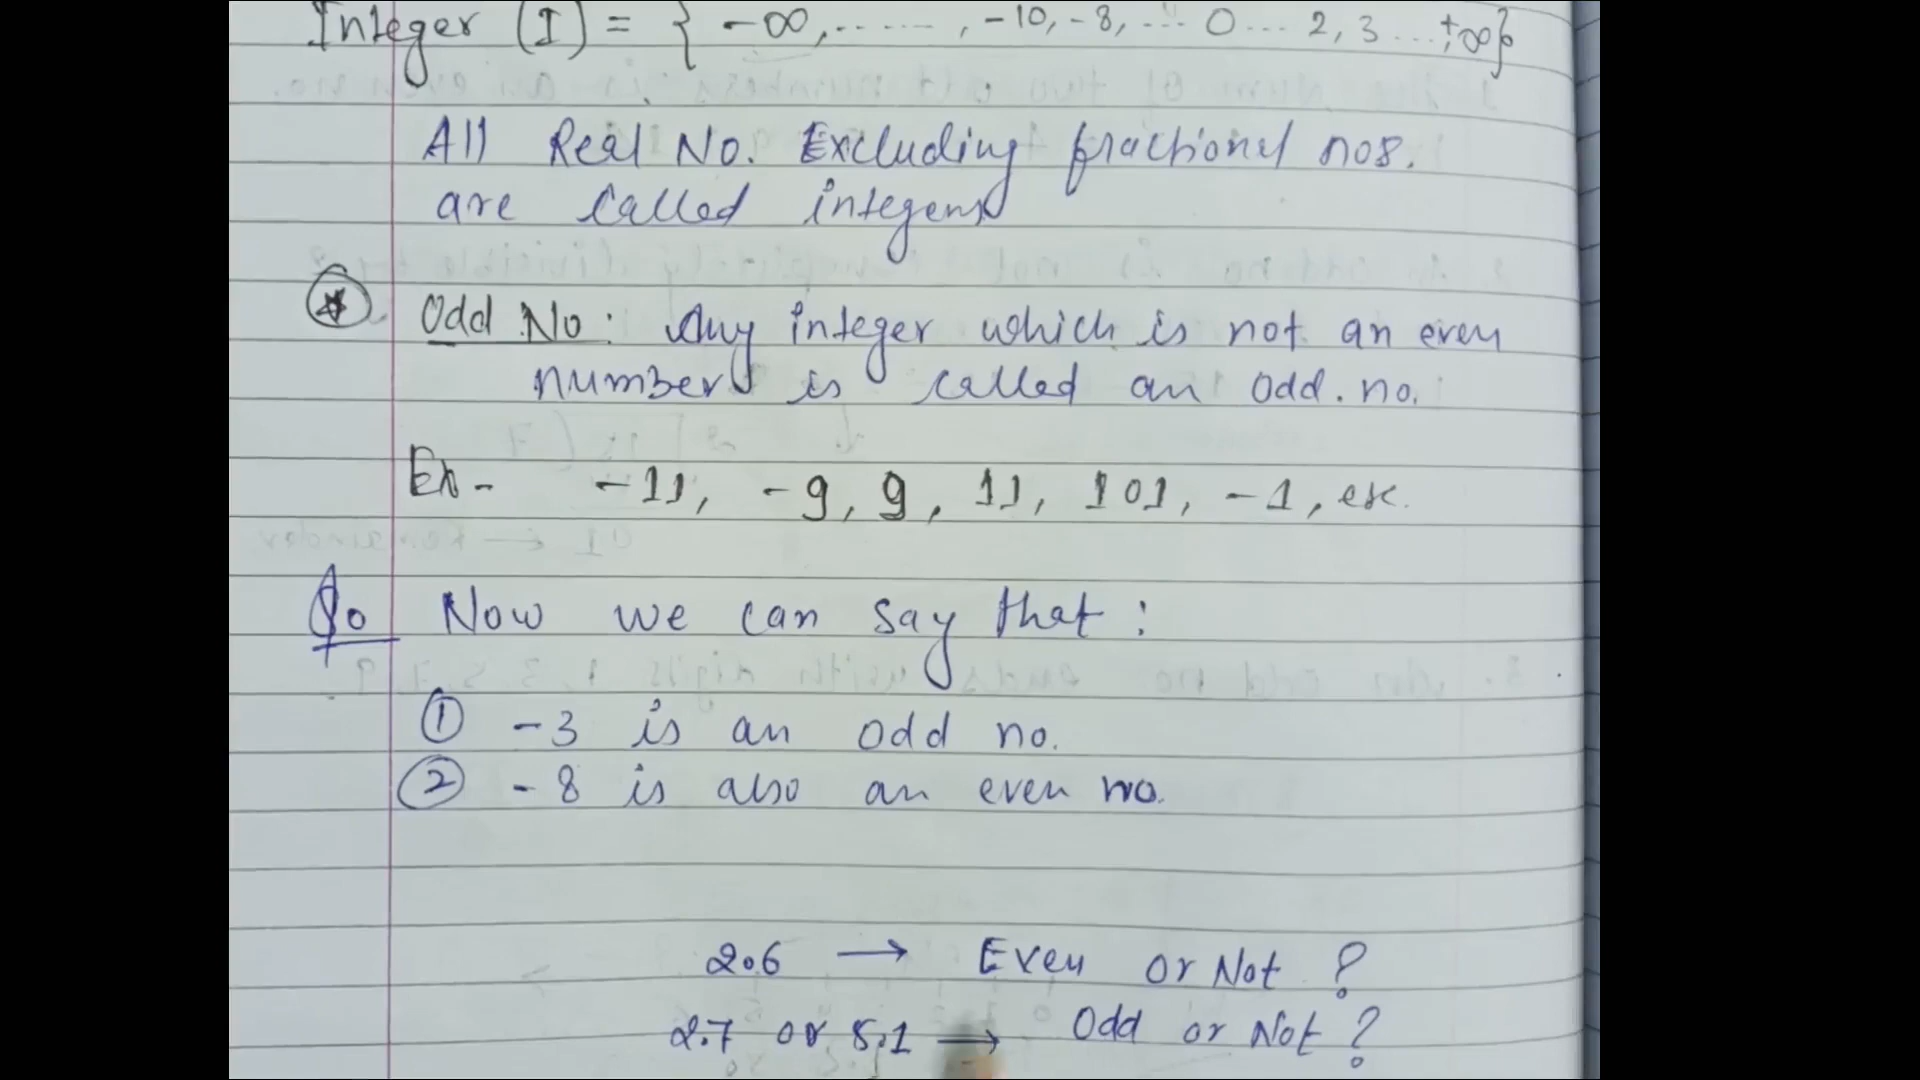 Integer (I) = { -∞, ...... , -10, -8, ... 0 ... 2, 3 ... +∞}
All Real No. Excluding fractional nos.
are called integers
Odd No: Any integer which is not an even
number is called an odd. no.
Ex - -11, -9, 9, 11, 101, -1, etc.
So Now we can say that :
① -3 is an odd no.
② -8 is also an even no.
2.6 → Even or Not ?
2.7 or 5.1 → Odd or Not ?